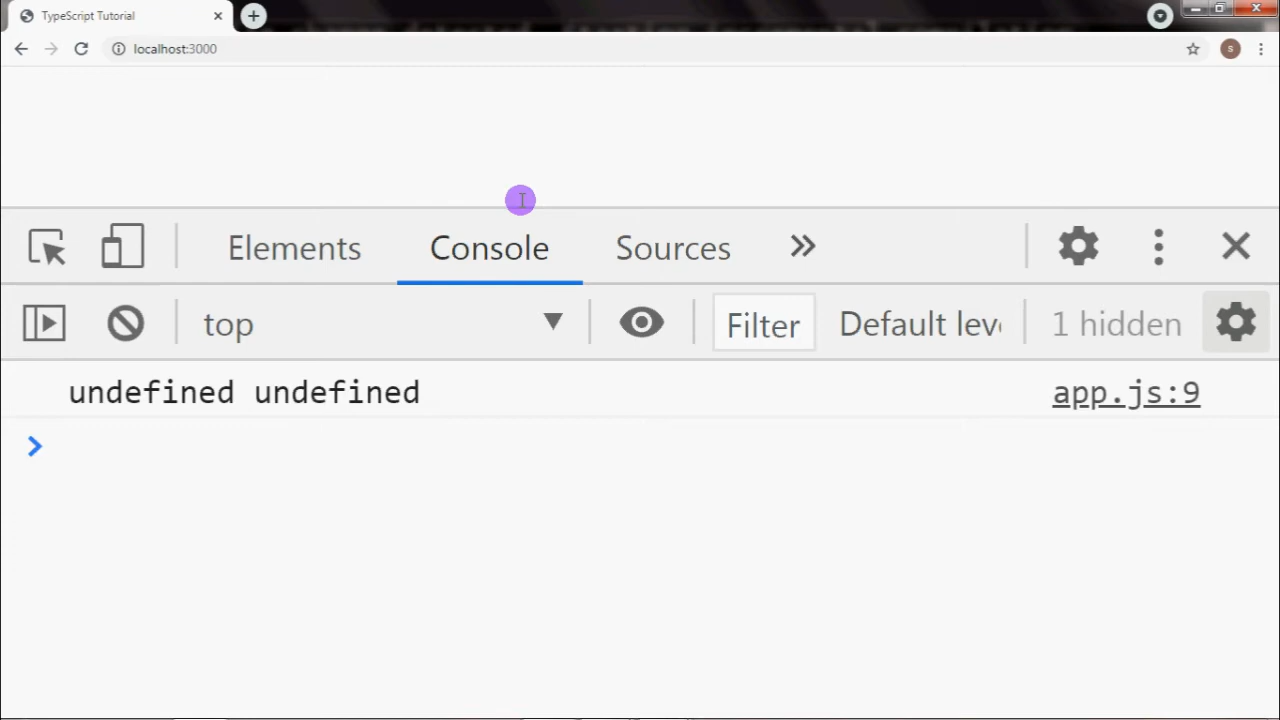 TypeScript Tutorial
localhost:3000
S
Elements Console Sources
top Filter Default lev 1 hidden
undefined undefined app.js:9